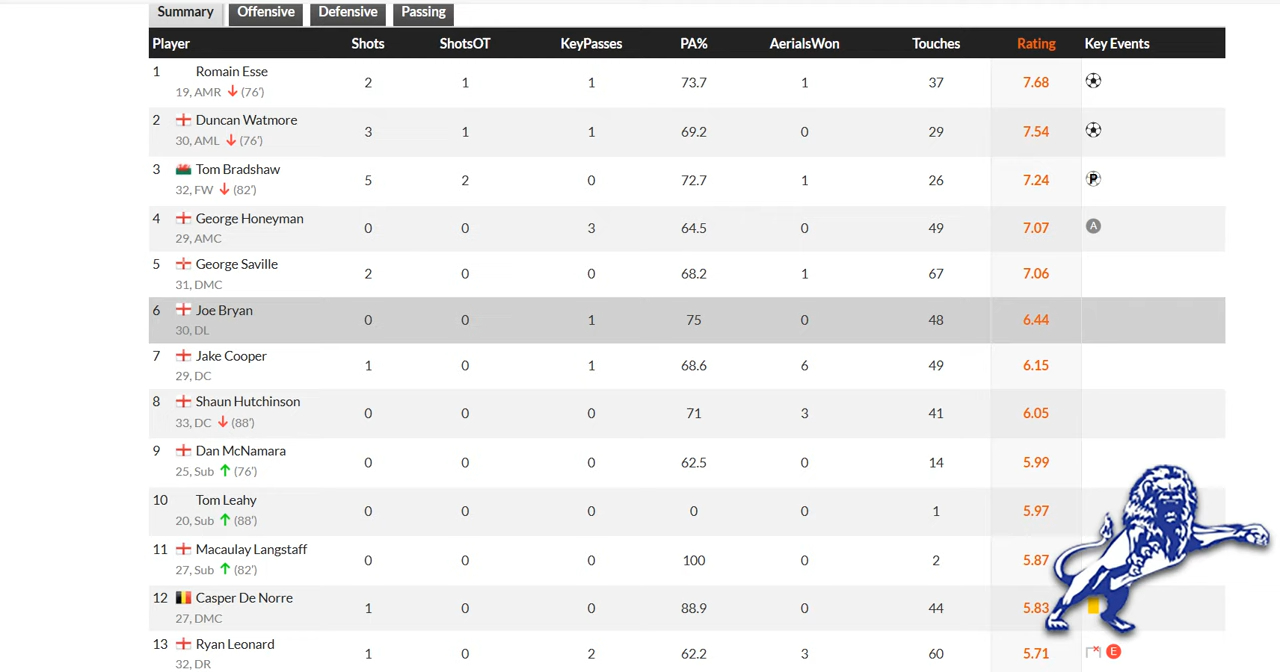 Summary Offensive Defensive Passing
Player Shots ShotsOT KeyPasses PA% AerialsWon Touches Rating Key Events
1 Romain Esse 2 1 1 73.7 1 37 7.68
19, AMR (76')
2 Duncan Watmore 3 1 1 69.2 0 29 7.54
30, AML (76')
3 Tom Bradshaw 5 2 0 72.7 1 26 7.24 P
32, FW (82')
4 George Honeyman 0 0 3 64.5 0 49 7.07 A
29, AMC
5 George Saville 2 0 0 68.2 1 67 7.06
31, DMC
6 Joe Bryan 0 0 1 75 0 48 6.44
30, DL
7 Jake Cooper 1 0 1 68.6 6 49 6.15
29, DC
8 Shaun Hutchinson 0 0 0 71 3 41 6.05
33, DC (88')
9 Dan McNamara 0 0 0 62.5 0 14 5.99
25, Sub (76')
10 Tom Leahy 0 0 0 0 0 1 5.97
20, Sub (88')
11 Macaulay Langstaff 0 0 0 100 0 2 5.87
27, Sub (82')
12 Casper De Norre 1 0 0 88.9 0 44 5.83
27, DMC
13 Ryan Leonard 1 0 2 62.2 3 60 5.71 E
32, DR